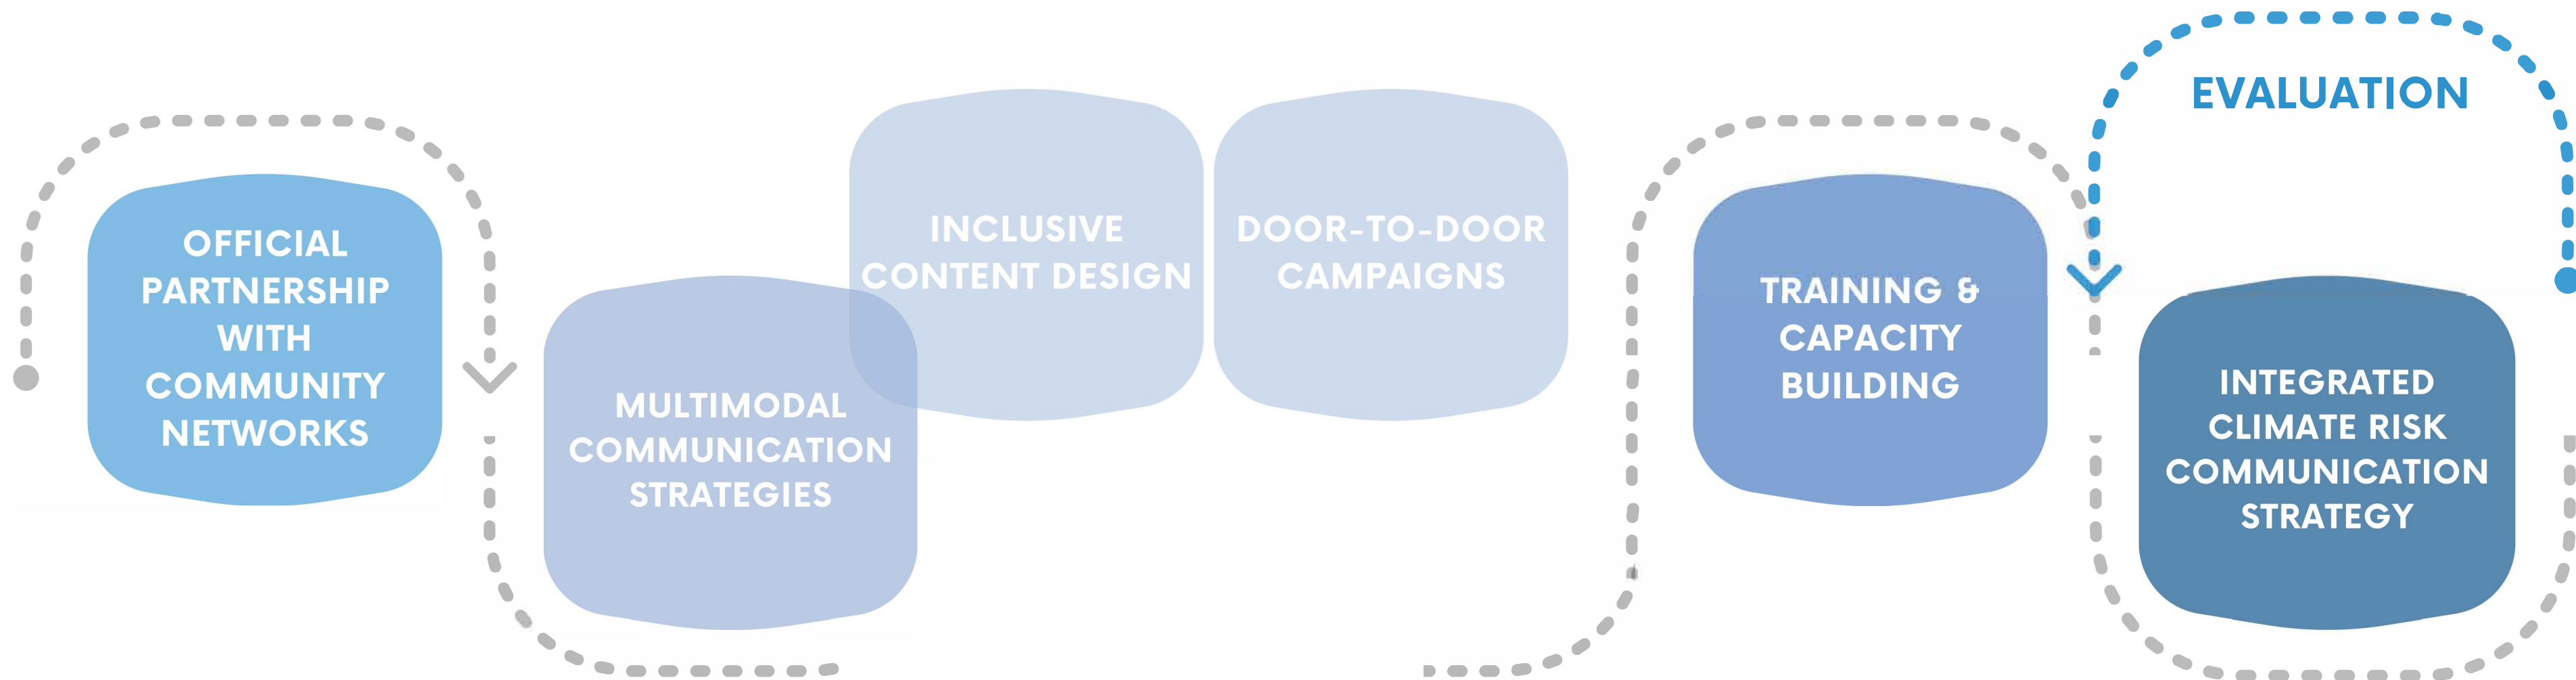 OFFICIAL
PARTNERSHIP
WITH
COMMUNITY
NETWORKS
MULTIMODAL
COMMUNICATION
STRATEGIES
INCLUSIVE
CONTENT DESIGN
DOOR-TO-DOOR
CAMPAIGNS
TRAINING &
CAPACITY
BUILDING
EVALUATION
INTEGRATED
CLIMATE RISK
COMMUNICATION
STRATEGY